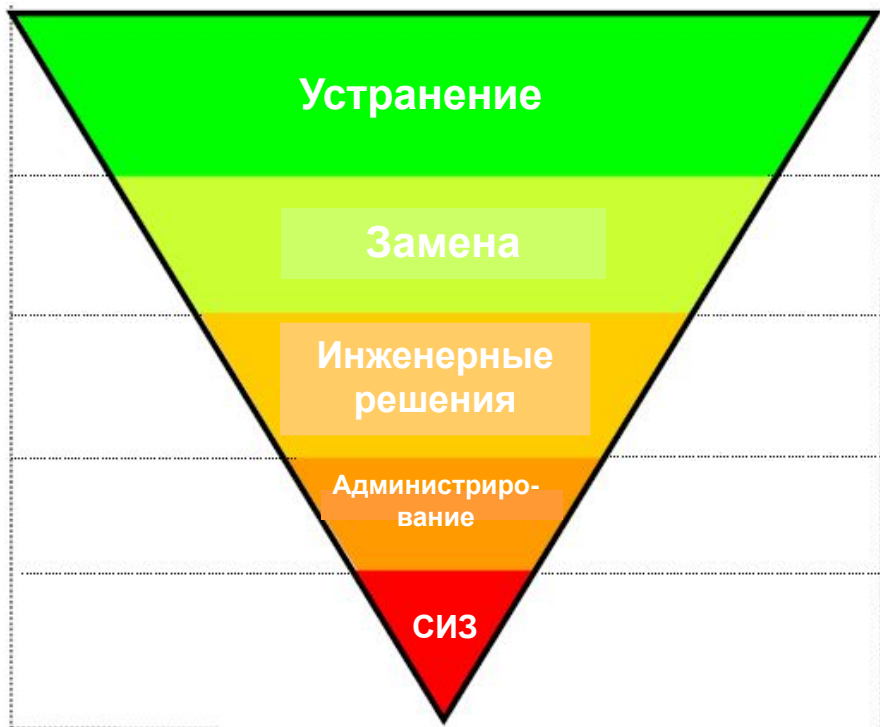 Устранение
Замена
Инженерные
решения
Администриро-
вание
СИЗ